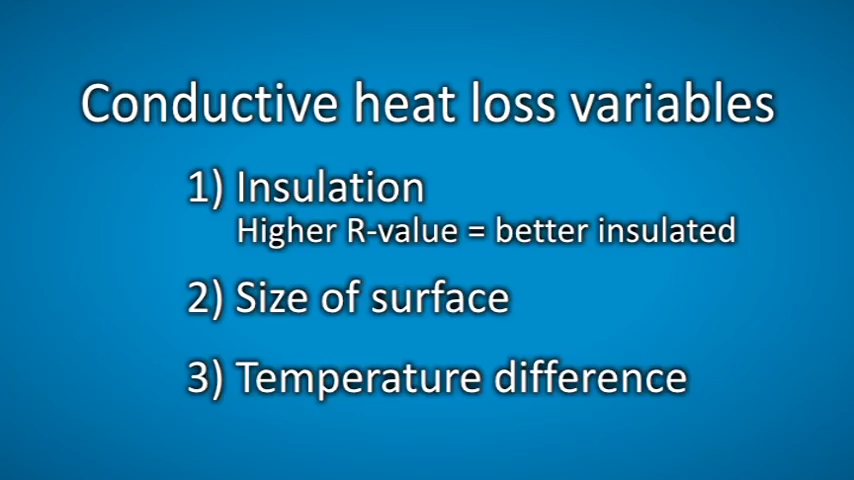 Conductive heat loss variables
1) Insulation
Higher R-value = better insulated
2) Size of surface
3) Temperature difference